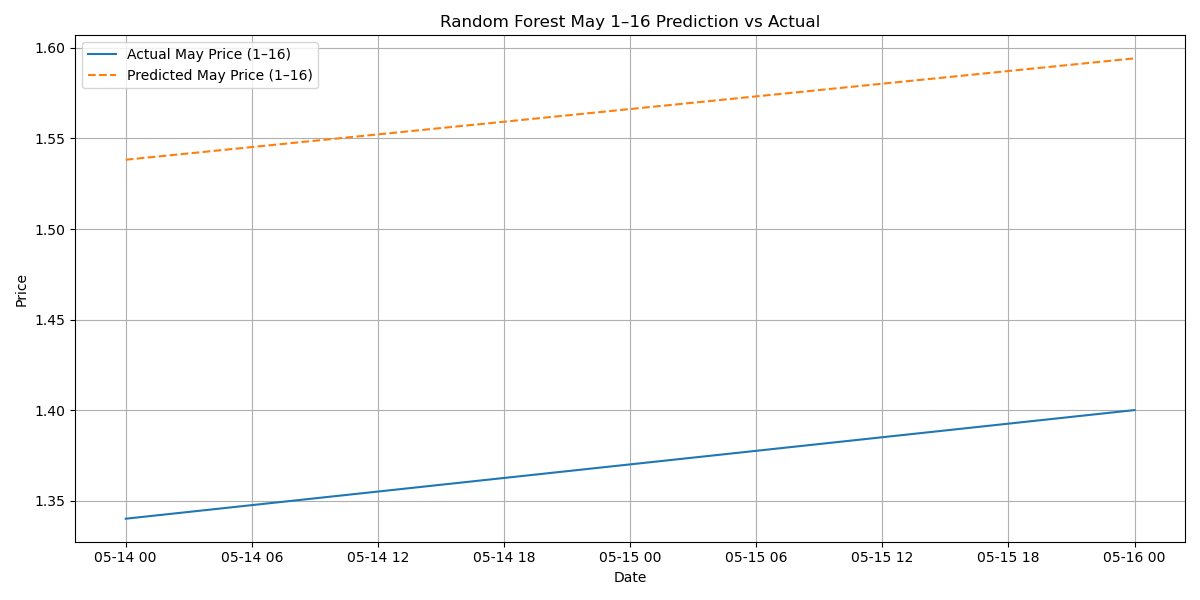 Random Forest May 1–16 Prediction vs Actual
Actual May Price (1–16)
Predicted May Price (1–16)
Price
1.60
1.55
1.50
1.45
1.40
1.35
05-14 00 05-14 06 05-14 12 05-14 18 05-15 00 05-15 06 05-15 12 05-15 18 05-16 00
Date